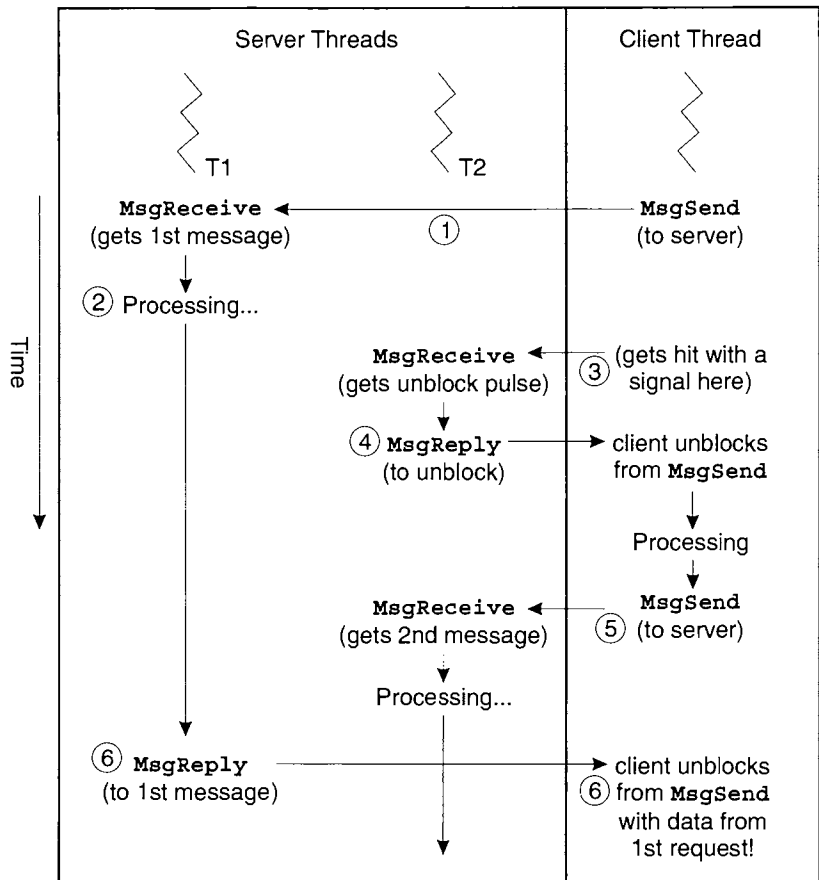 Server Threads
Client Thread
T1
T2
Time
MsgReceive
(gets 1st message)
①
MsgSend
(to server)
② Processing...
MsgReceive
(gets unblock pulse)
③ (gets hit with a
signal here)
④ MsgReply
(to unblock)
client unblocks
from MsgSend
Processing
MsgReceive
(gets 2nd message)
⑤ MsgSend
(to server)
Processing...
⑥ MsgReply
(to 1st message)
client unblocks
⑥ from MsgSend
with data from
1st request!